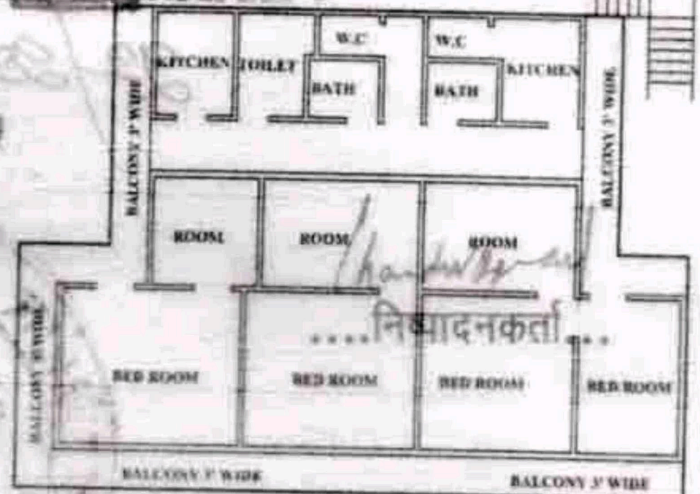 W.C W.C
KITCHEN TOILET KITCHEN
BATH BATH
BALCONY 3' WIDE
BALCONY 3' WIDE
ROOM ROOM ROOM
....निष्पादनकर्ता....
BALCONY 3' WIDE
BED ROOM BED ROOM BED ROOM BED ROOM
BALCONY 3' WIDE BALCONY 3' WIDE